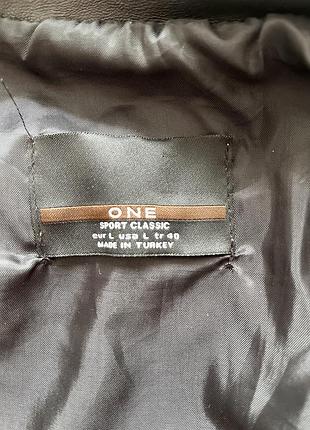 ONE
SPORT CLASSIC
eur L usa L tr 40
MADE IN TURKEY